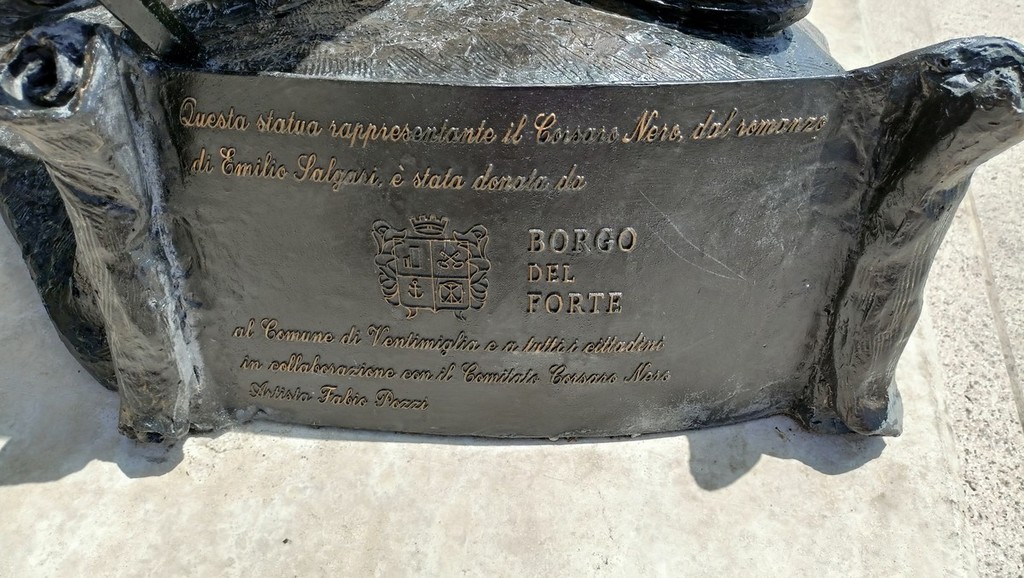 Questa statua rappresentante il Corsaro Nero, dal romanzo
di Emilio Salgari, è stata donata da
BORGO
DEL
FORTE
al Comune di Ventimiglia e a tutti i cittadini
in collaborazione con il Comitato Corsaro Nero
Artista Fabio Pozzi